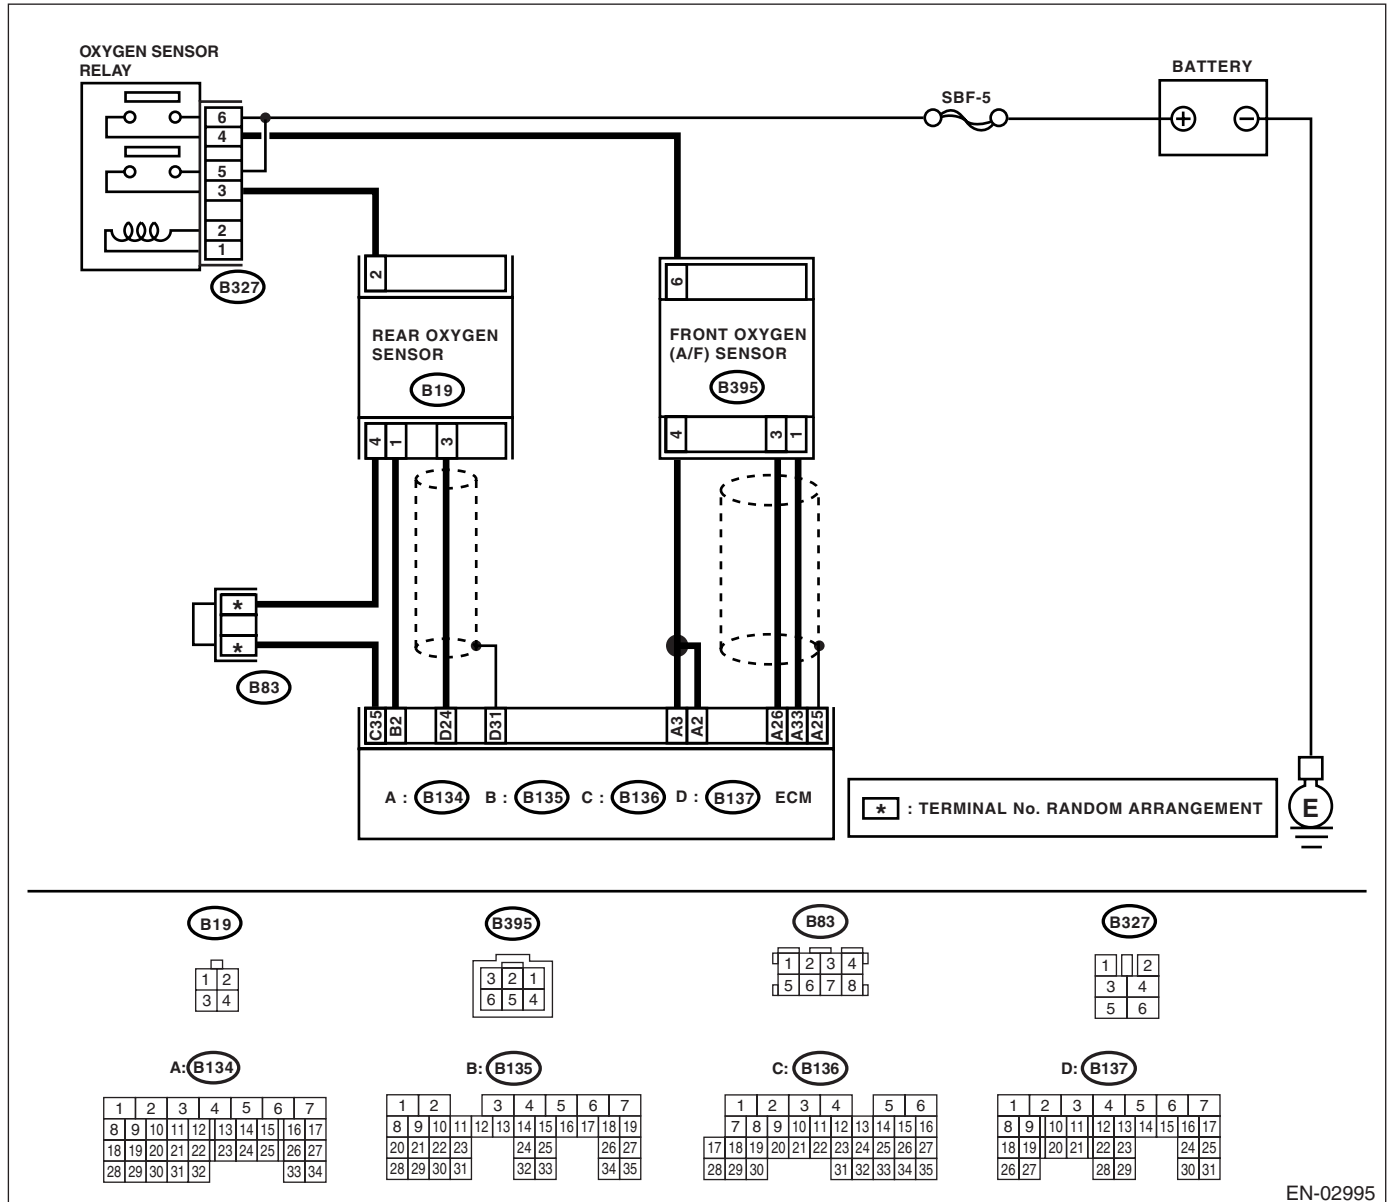 OXYGEN SENSOR
RELAY
BATTERY
SBF-5
6
4
5
3
2
1
B327
2
6
REAR OXYGEN
SENSOR
B19
FRONT OXYGEN
(A/F) SENSOR
B395
4 1 3
4 3 1
*
*
B83
C35 B2 D24 D31 A3 A2 A26 A33 A25
A : B134 B : B135 C : B136 D : B137 ECM
* : TERMINAL No. RANDOM ARRANGEMENT
E
B19
1 2
3 4
B395
3 2 1
6 5 4
B83
1 2 3 4
5 6 7 8
B327
1 2
3 4
5 6
A: B134
1 2 3 4 5 6 7
8 9 10 11 12 13 14 15 16 17
18 19 20 21 22 23 24 25 26 27
28 29 30 31 32 33 34
B: B135
1 2 3 4 5 6 7
8 9 10 11 12 13 14 15 16 17 18 19
20 21 22 23 24 25 26 27
28 29 30 31 32 33 34 35
C: B136
1 2 3 4 5 6
7 8 9 10 11 12 13 14 15 16
17 18 19 20 21 22 23 24 25 26 27
28 29 30 31 32 33 34 35
D: B137
1 2 3 4 5 6 7
8 9 10 11 12 13 14 15 16 17
18 19 20 21 22 23 24 25
26 27 28 29 30 31
EN-02995